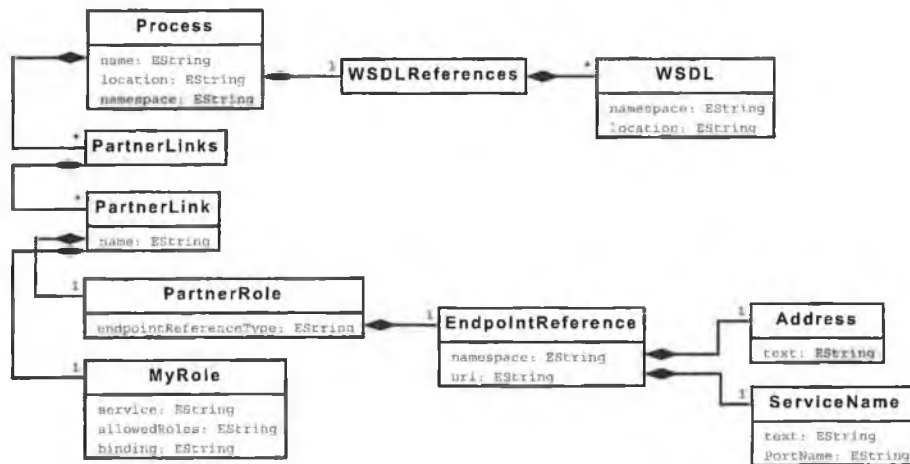 Process
name: EString
location: EString
namespace: EString
1
WSDLReferences
*
WSDL
namespace: EString
location: EString
*
PartnerLinks
*
PartnerLink
name: EString
1
PartnerRole
endpointReferenceType: EString
1
EndpointReference
namespace: EString
uri: EString
1
Address
text: EString
1
MyRole
service: EString
allowedRoles: EString
binding: EString
1
ServiceName
text: EString
PortName: EString